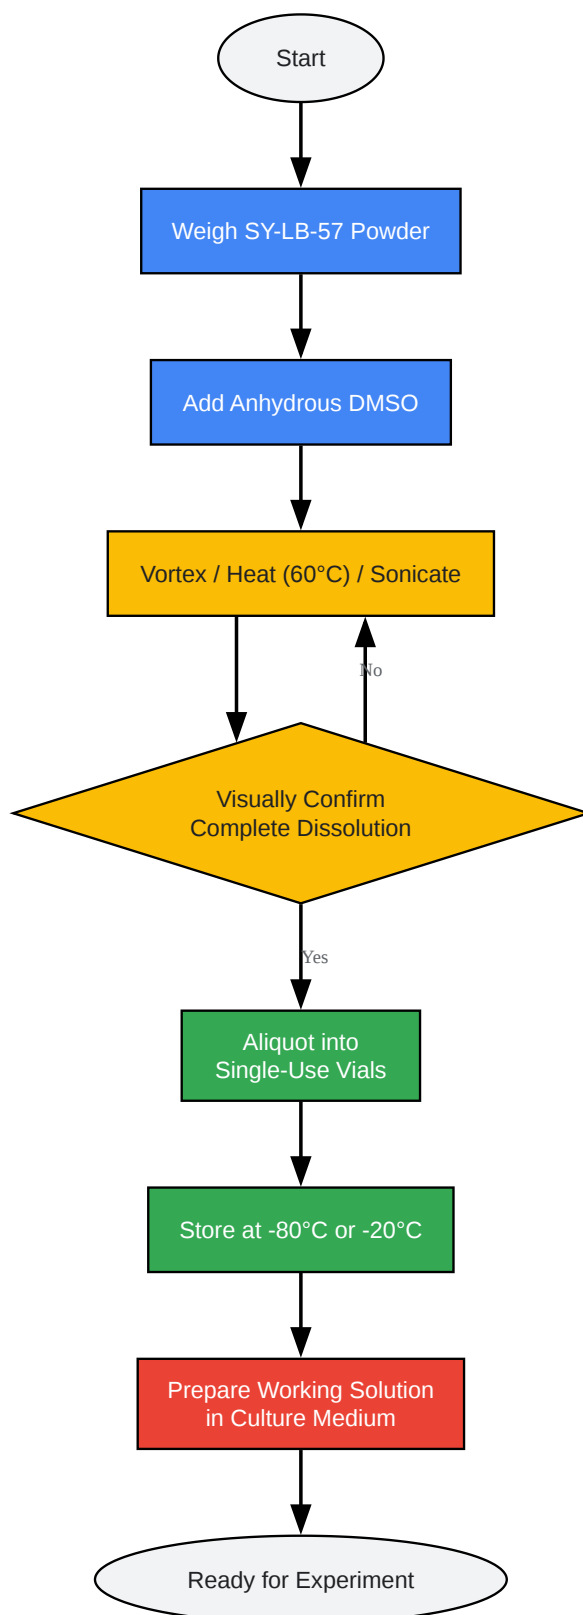 Start
Weigh SY-LB-57 Powder
Add Anhydrous DMSO
Vortex / Heat (60°C) / Sonicate
No
Visually Confirm
Complete Dissolution
Yes
Aliquot into
Single-Use Vials
Store at -80°C or -20°C
Prepare Working Solution
in Culture Medium
Ready for Experiment